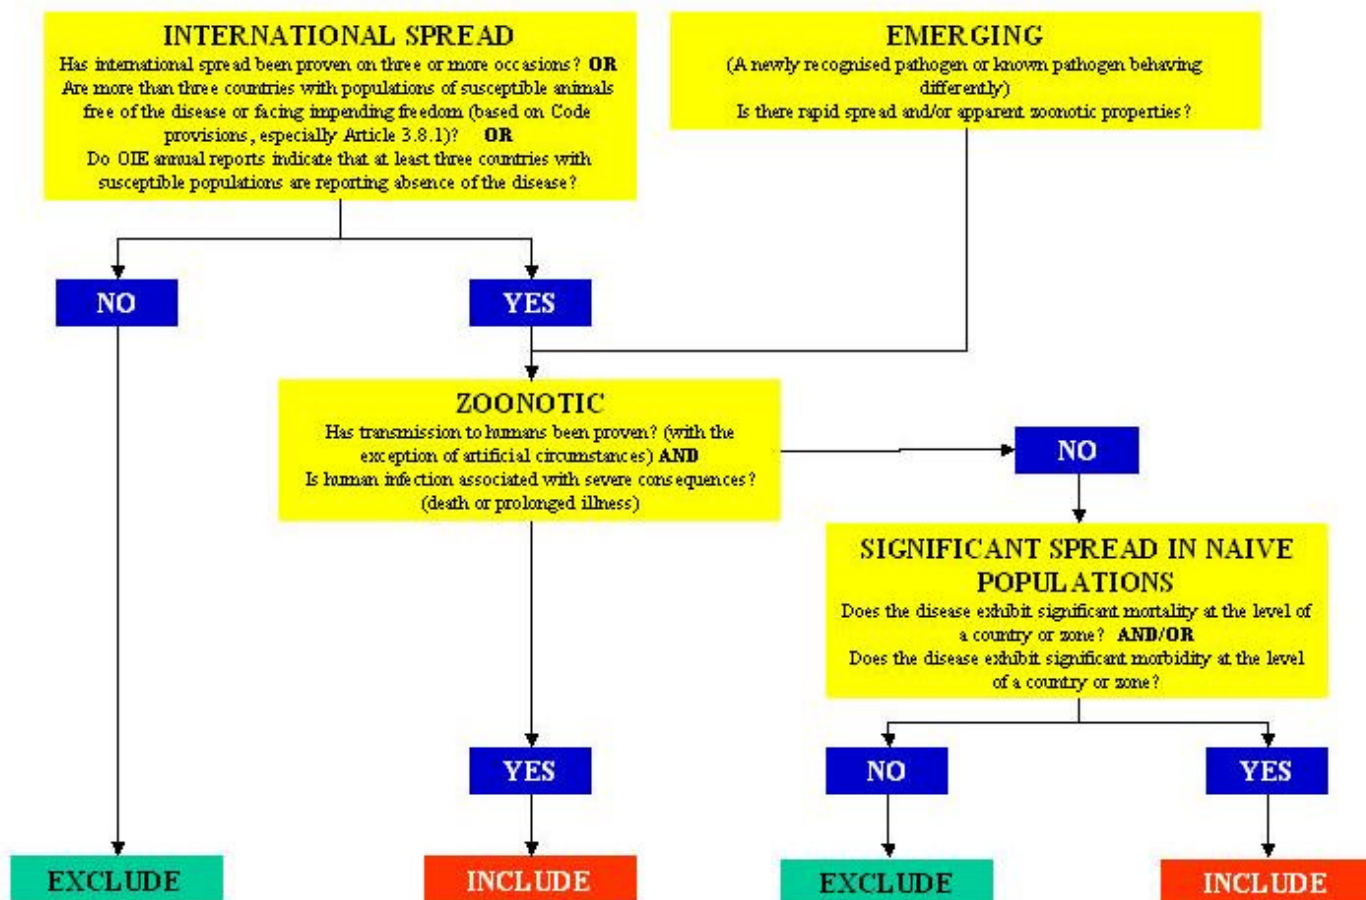 INTERNATIONAL SPREAD
Has international spread been proven on three or more occasions? OR
Are more than three countries with populations of susceptible animals
free of the disease or facing impending freedom (based on Code
provisions, especially Article 3.8.1)? OR
Do OIE annual reports indicate that at least three countries with
susceptible populations are reporting absence of the disease?
EMERGING
(A newly recognised pathogen or known pathogen behaving
differently)
Is there rapid spread and/or apparent zoonotic properties?
NO
YES
ZOONOTIC
Has transmission to humans been proven? (with the
exception of artificial circumstances) AND
Is human infection associated with severe consequences?
(death or prolonged illness)
NO
SIGNIFICANT SPREAD IN NAIVE
POPULATIONS
Does the disease exhibit significant mortality at the level of
a country or zone? AND/OR
Does the disease exhibit significant morbidity at the level
of a country or zone?
YES
NO
YES
EXCLUDE
INCLUDE
EXCLUDE
INCLUDE